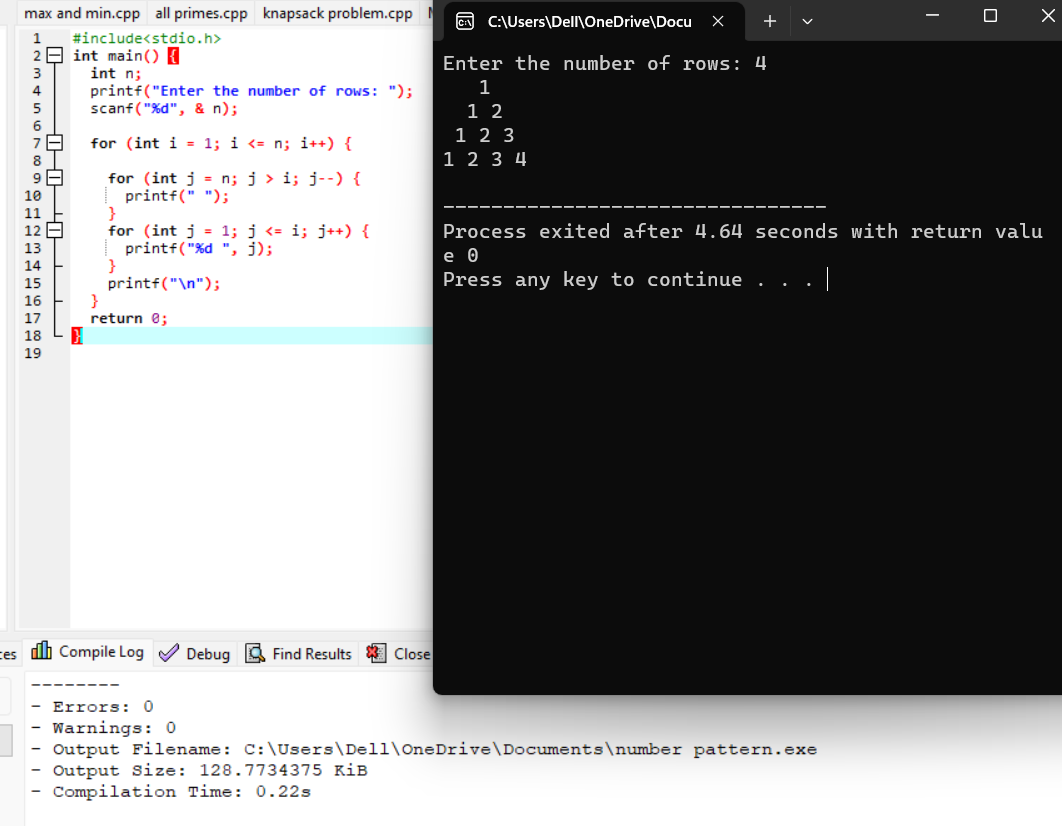 max and min.cpp all primes.cpp knapsack problem.cpp
C:\Users\Dell\OneDrive\Docu
1 #include<stdio.h>
2 int main() {
3 int n;
4 printf("Enter the number of rows: ");
5 scanf("%d", & n);
6
7 for (int i = 1; i <= n; i++) {
8
9 for (int j = n; j > i; j--) {
10 printf(" ");
11 }
12 for (int j = 1; j <= i; j++) {
13 printf("%d ", j);
14 }
15 printf("\n");
16 }
17 return 0;
18 }
19
Enter the number of rows: 4
   1
  1 2
 1 2 3
1 2 3 4
--------------------------------
Process exited after 4.64 seconds with return valu
e 0
Press any key to continue . . .
Compile Log Debug Find Results Close
--------
- Errors: 0
- Warnings: 0
- Output Filename: C:\Users\Dell\OneDrive\Documents\number pattern.exe
- Output Size: 128.7734375 KiB
- Compilation Time: 0.22s